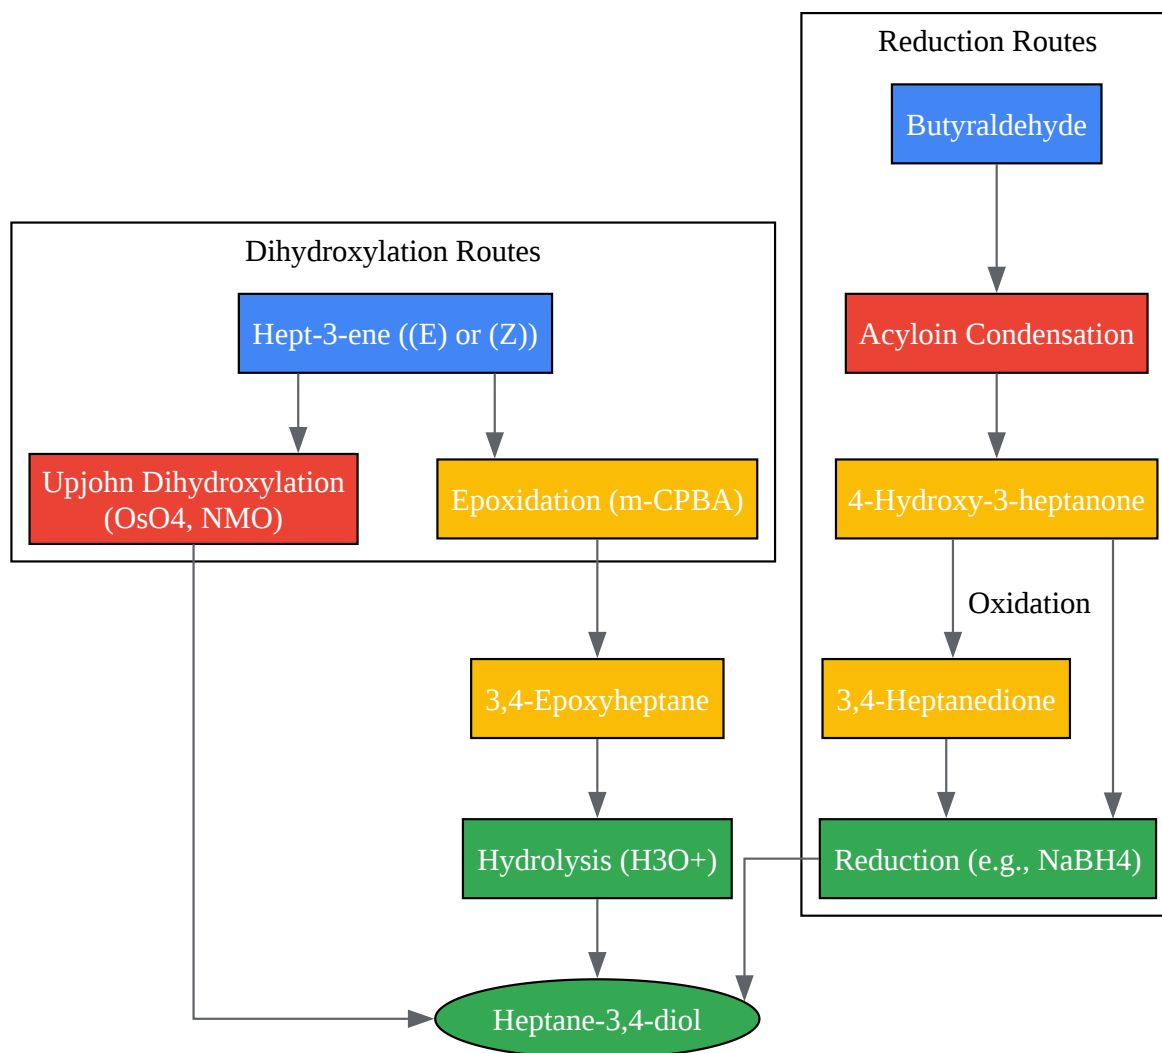 Reduction Routes
Butyraldehyde
Dihydroxylation Routes
Hept-3-ene ((E) or (Z))
Acyloin Condensation
Upjohn Dihydroxylation
(OsO4, NMO)
Epoxidation (m-CPBA)
4-Hydroxy-3-heptanone
Oxidation
3,4-Epoxyheptane
3,4-Heptanedione
Hydrolysis (H3O+)
Reduction (e.g., NaBH4)
Heptane-3,4-diol